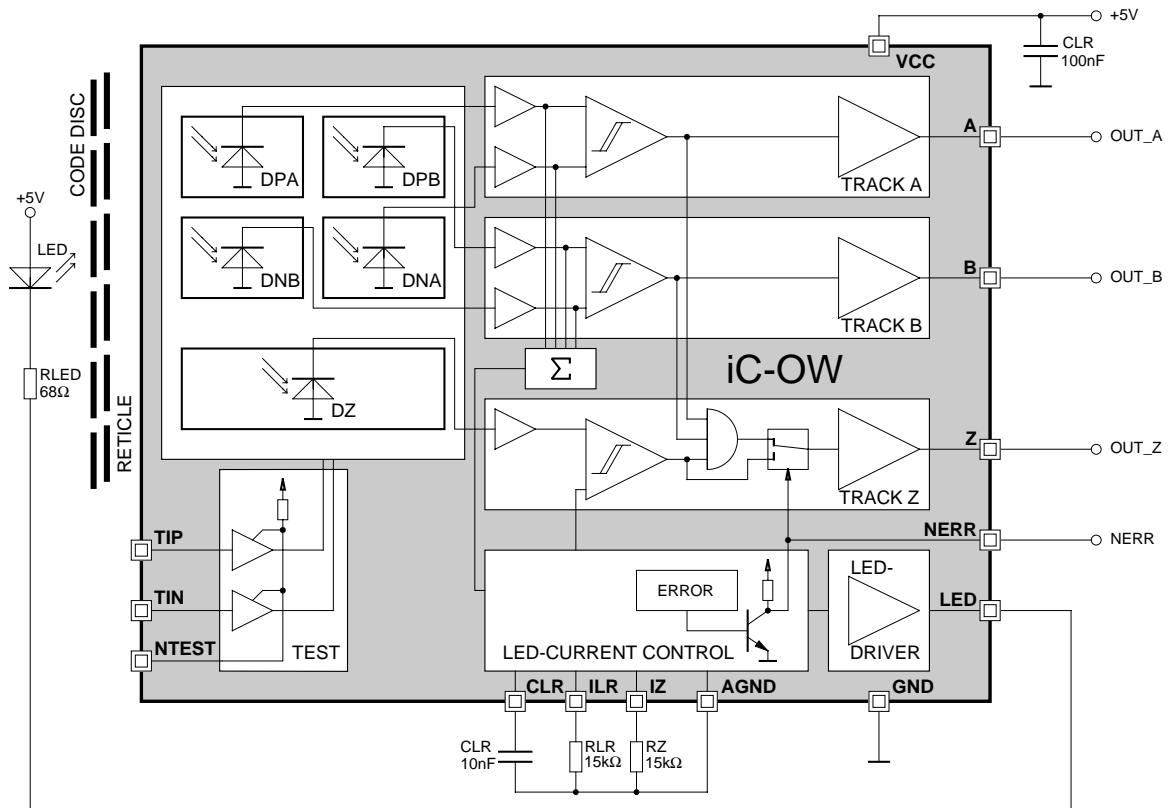 +5V
CLR
100nF
VCC
CODE DISC
RETICLE
+5V
LED
RLED
68Ω
DPA
DPB
DNB
DNA
DZ
TRACK A
A
OUT_A
TRACK B
B
OUT_B
Σ
iC-OW
TRACK Z
Z
OUT_Z
TIP
TIN
NTEST
TEST
NERR
NERR
ERROR
LED-CURRENT CONTROL
LED-
DRIVER
LED
CLR
ILR
IZ
AGND
GND
CLR
10nF
RLR
15kΩ
RZ
15kΩ